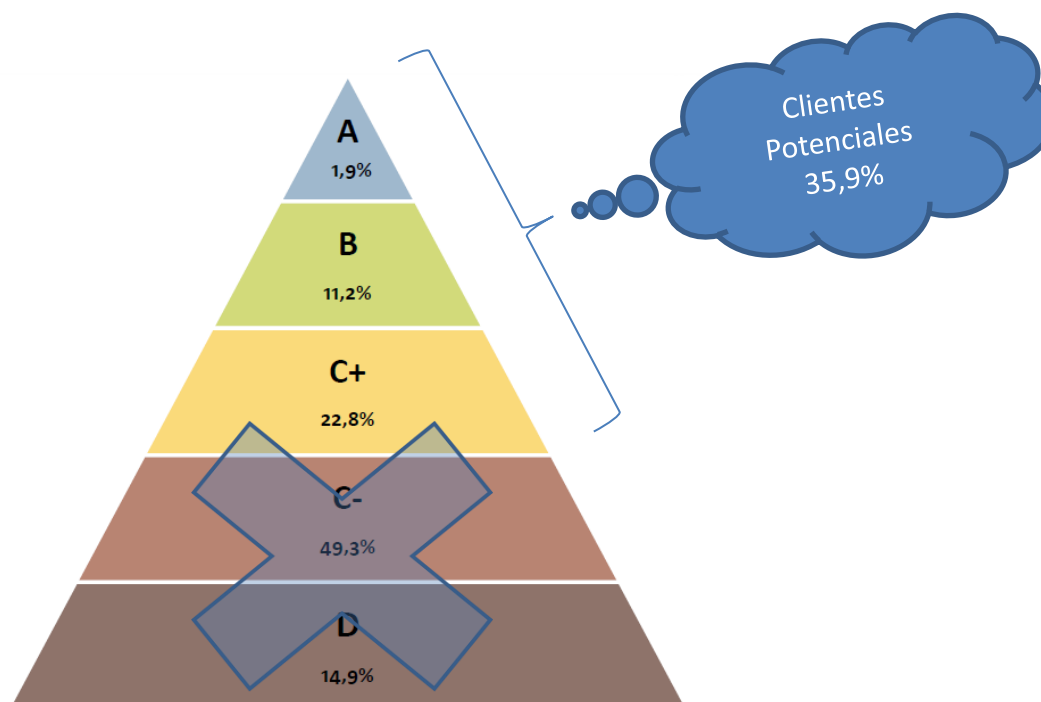 A
1,9%
B
11,2%
C+
22,8%
C-
49,3%
D
14,9%
Clientes
Potenciales
35,9%